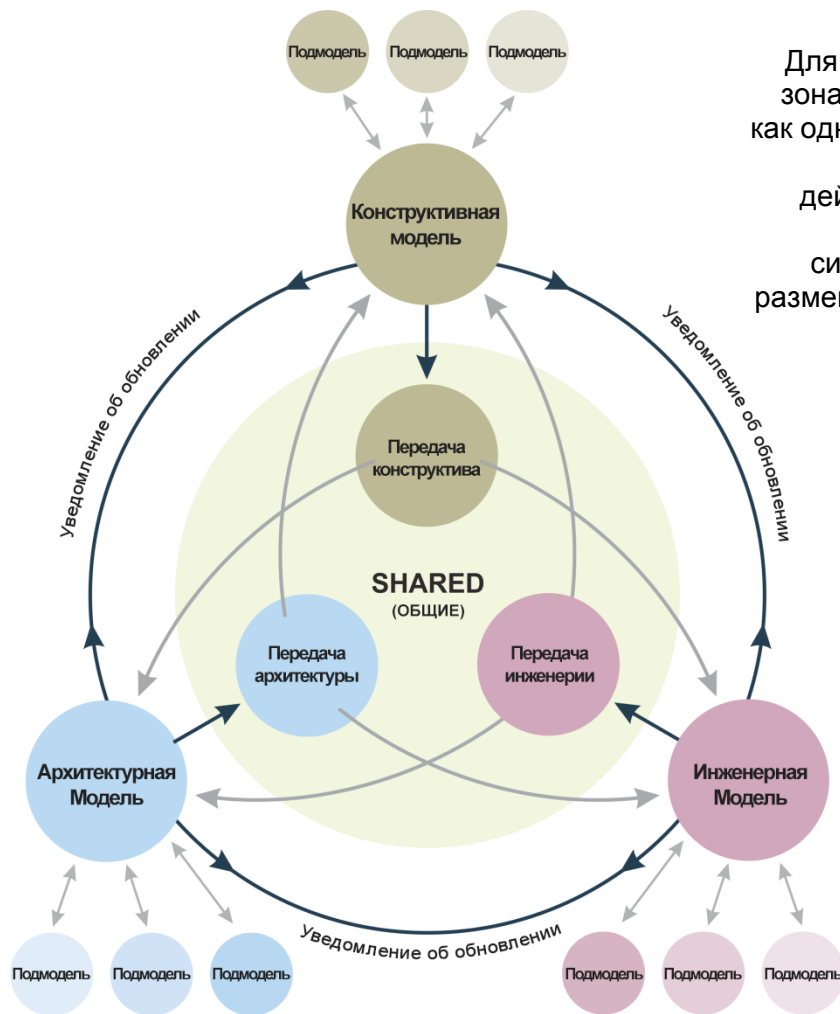 Подмодель
Подмодель
Подмодель
Для
зона
как одн
дей
си
разме
Конструктивная
модель
Уведомление об обновлении
Уведомление об обновлении
Передача
конструктива
SHARED
(ОБЩИЕ)
Передача
архитектуры
Передача
инженерии
Архитектурная
Модель
Инженерная
Модель
Уведомление об обновлении
Подмодель
Подмодель
Подмодель
Подмодель
Подмодель
Подмодель